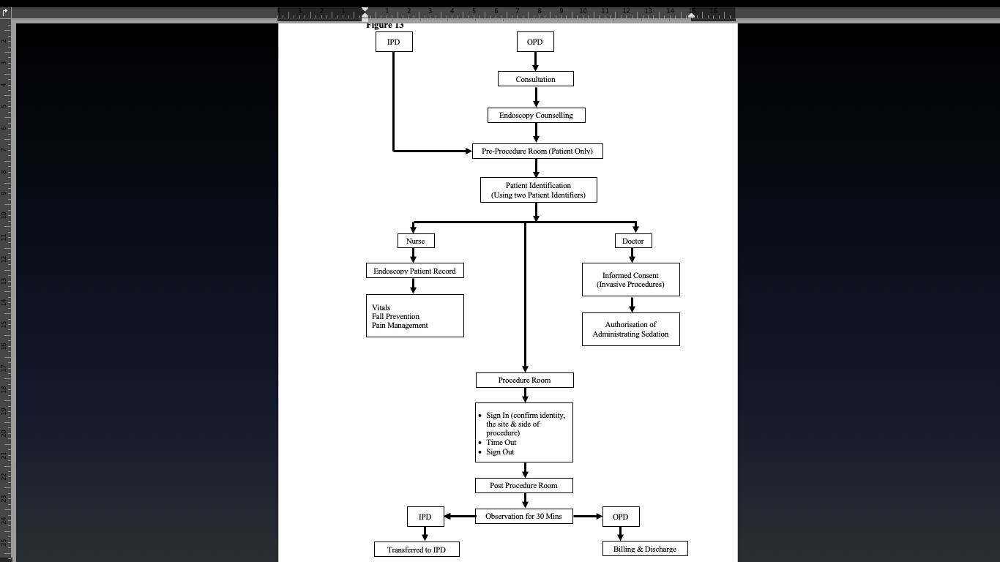 Figure 13
IPD
OPD
Consultation
Endoscopy Counselling
Pre-Procedure Room (Patient Only)
Patient Identification
(Using two Patient Identifiers)
Nurse
Doctor
Endoscopy Patient Record
Informed Consent
(Invasive Procedures)
Vitals
Fall Prevention
Pain Management
Authorisation of
Administrating Sedation
Procedure Room
• Sign In (confirm identity,
the site & side of
procedure)
• Time Out
• Sign Out
Post Procedure Room
IPD
Observation for 30 Mins
OPD
Transferred to IPD
Billing & Discharge